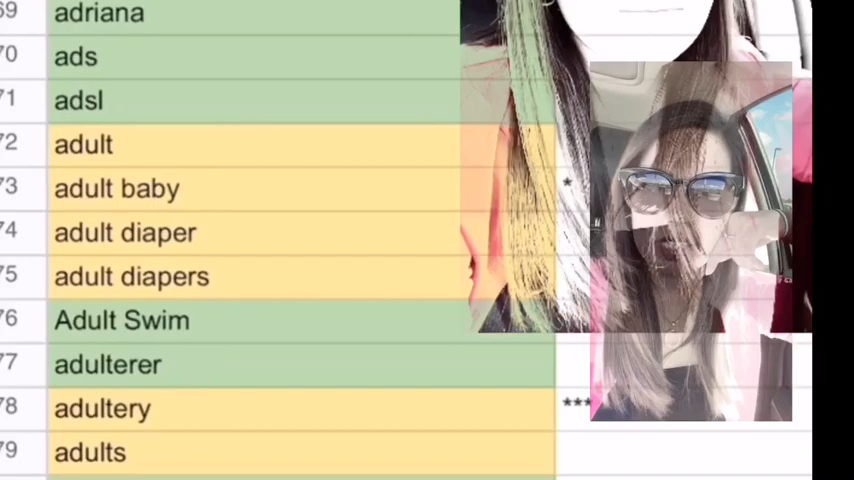 69 adriana
70 ads
71 adsl
72 adult
73 adult baby *
74 adult diaper
75 adult diapers
76 Adult Swim
77 adulterer
78 adultery ***
79 adults